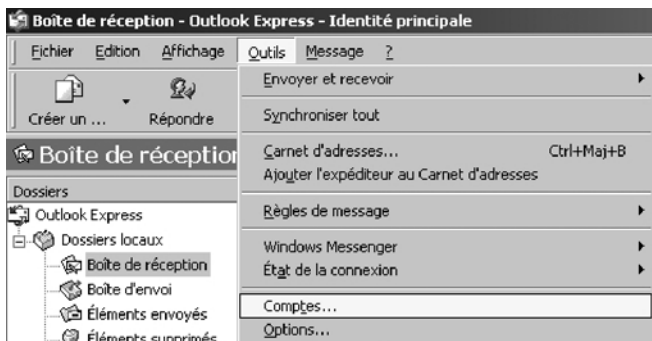 Boîte de réception - Outlook Express - Identité principale
Fichier Edition Affichage Outils Message ?
Créer un ... Répondre
Boîte de réception
Dossiers
Outlook Express
Dossiers locaux
Boîte de réception
Boîte d'envoi
Éléments envoyés
Éléments supprimés
Envoyer et recevoir
Synchroniser tout
Carnet d'adresses... Ctrl+Maj+B
Ajouter l'expéditeur au Carnet d'adresses
Règles de message
Windows Messenger
État de la connexion
Comptes...
Options...